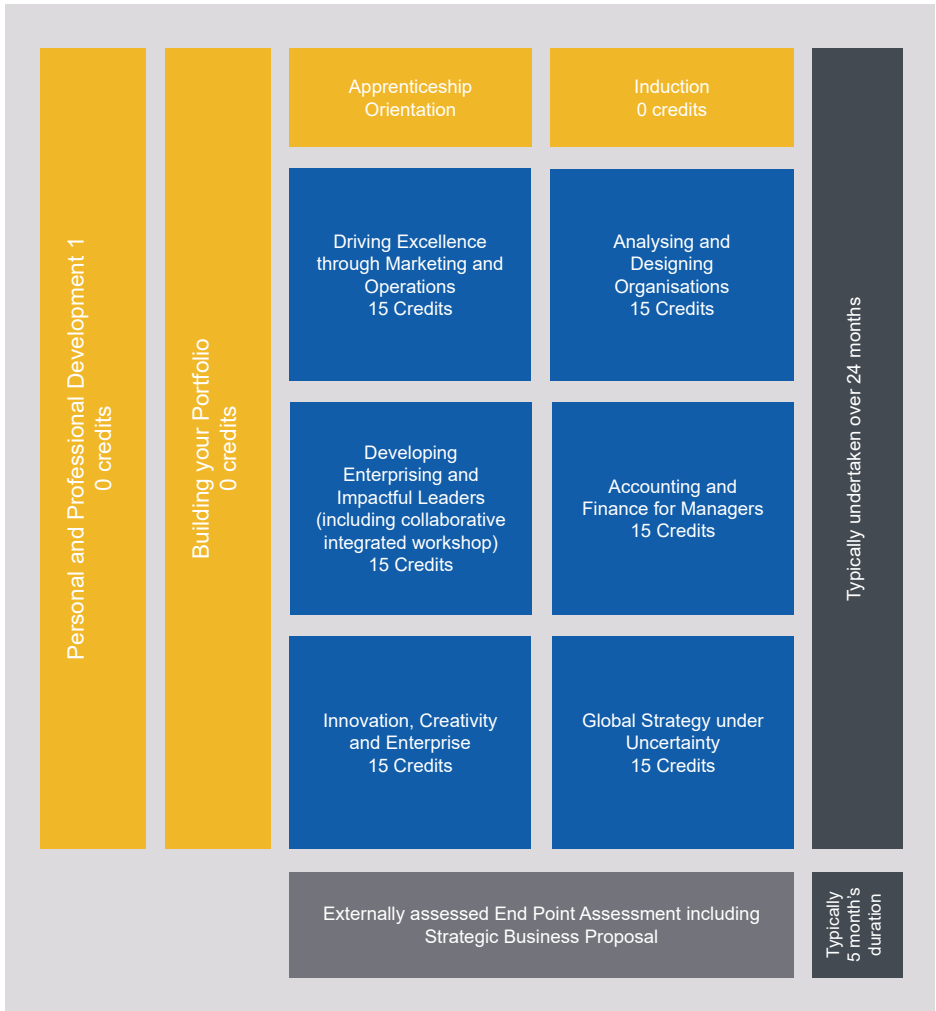 Personal and Professional Development 1
0 credits
Building your Portfolio
0 credits
Apprenticeship
Orientation
Induction
0 credits
Driving Excellence
through Marketing and
Operations
15 Credits
Analysing and
Designing
Organisations
15 Credits
Developing
Enterprising and
Impactful Leaders
(including collaborative
integrated workshop)
15 Credits
Accounting and
Finance for Managers
15 Credits
Innovation, Creativity
and Enterprise
15 Credits
Global Strategy under
Uncertainty
15 Credits
Typically undertaken over 24 months
Externally assessed End Point Assessment including
Strategic Business Proposal
Typically
5 month's
duration